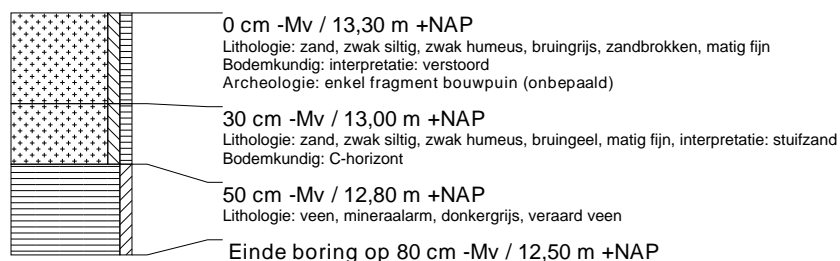 0 cm -Mv / 13,30 m +NAP
Lithologie: zand, zwak siltig, zwak humeus, bruingrijs, zandbrokken, matig fijn
Bodemkundig: interpretatie: verstoord
Archeologie: enkel fragment bouwpuin (onbepaald)
30 cm -Mv / 13,00 m +NAP
Lithologie: zand, zwak siltig, zwak humeus, bruingeel, matig fijn, interpretatie: stuifzand
Bodemkundig: C-horizont
50 cm -Mv / 12,80 m +NAP
Lithologie: veen, mineraalarm, donkergrijs, veraard veen
Einde boring op 80 cm -Mv / 12,50 m +NAP